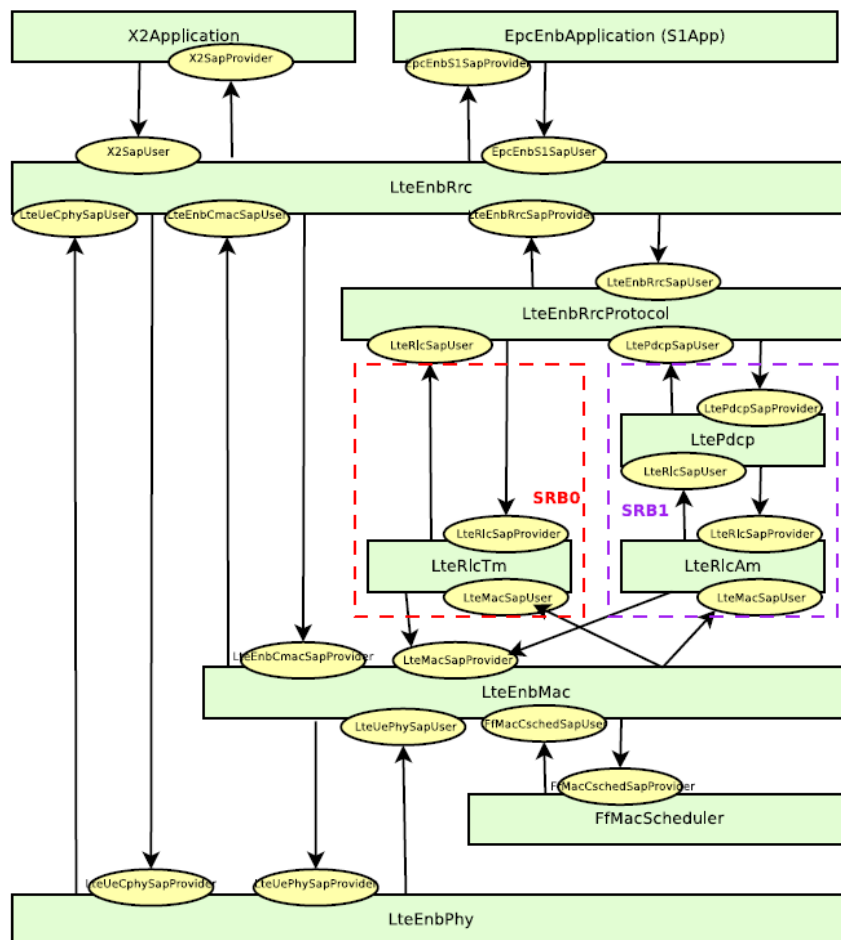 X2Application
EpcEnbApplication (S1App)
X2SapProvider
EpcEnbS1SapProvider
X2SapUser
EpcEnbS1SapUser
LteEnbRrc
LteUeCphySapUser
LteEnbCmacSapUser
LteEnbRrcSapProvider
LteEnbRrcSapUser
LteEnbRrcProtocol
LteRlcSapUser
LtePdcpSapUser
LtePdcpSapProvider
LtePdcp
LteRlcSapUser
SRB0
SRB1
LteRlcSapProvider
LteRlcSapProvider
LteRlcTm
LteRlcAm
LteMacSapUser
LteMacSapUser
LteEnbCmacSapProvider
LteMacSapProvider
LteEnbMac
LteUePhySapUser
FfMacCschedSapUser
FfMacCschedSapProvider
FfMacScheduler
LteUeCphySapProvider
LteUePhySapProvider
LteEnbPhy